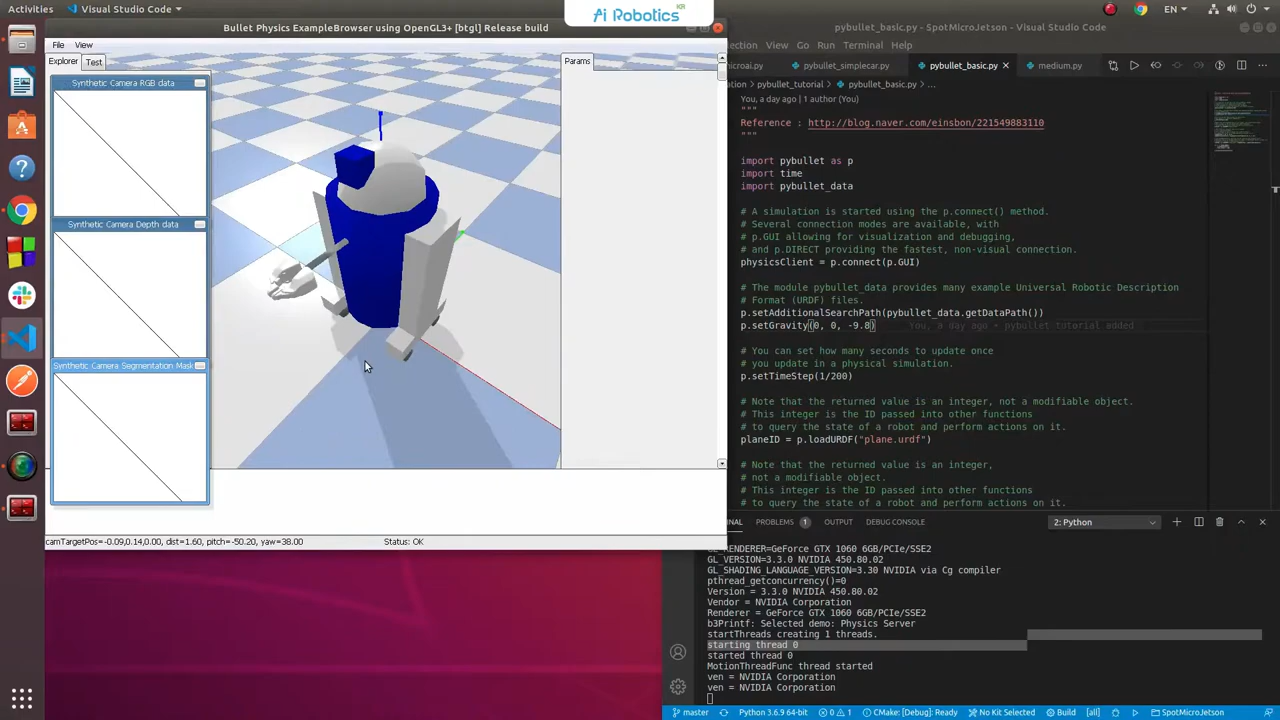 Activities
Visual Studio Code
EN
Ai Robotics KR
Bullet Physics ExampleBrowser using OpenGL3+ [btgl] Release build
File View
Explorer Test
Synthetic Camera RGB data
Synthetic Camera Depth data
Synthetic Camera Segmentation Mask
Params
camTargetPos=-0.09,0.14,0.00, dist=1.60, pitch=-50.20, yaw=38.00
Status: OK
pybullet_basic.py - SpotMicroJetson - Visual Studio Code
View Go Run Terminal Help
pybullet_simplecar.py
pybullet_basic.py
medium.py
pybullet_tutorial > pybullet_basic.py > ...
You, a day ago | 1 author (You)
"""
Reference : http://blog.naver.com/einsbon/221549883110
"""
import pybullet as p
import time
import pybullet_data
# A simulation is started using the p.connect() method.
# Several connection modes are available, with
# p.GUI allowing for visualization and debugging,
# and p.DIRECT providing the fastest, non-visual connection.
physicsClient = p.connect(p.GUI)
# The module pybullet_data provides many example Universal Robotic Description
# Format (URDF) files.
p.setAdditionalSearchPath(pybullet_data.getDataPath())
p.setGravity(0, 0, -9.8) You, a day ago • pybullet tutorial added
# You can set how many seconds to update once
# you update in a physical simulation.
p.setTimeStep(1/200)
# Note that the returned value is an integer, not a modifiable object.
# This integer is the ID passed into other functions
# to query the state of a robot and perform actions on it.
planeID = p.loadURDF("plane.urdf")
# Note that the returned value is an integer,
# not a modifiable object.
# This integer is the ID passed into other functions
# to query the state of a robot and perform actions on it.
PROBLEMS 1 OUTPUT DEBUG CONSOLE
2: Python
GL_RENDERER=GeForce GTX 1060 6GB/PCIe/SSE2
GL_VERSION=3.3.0 NVIDIA 450.80.02
GL_SHADING_LANGUAGE_VERSION=3.30 NVIDIA via Cg compiler
pthread_getconcurrency()=0
Version = 3.3.0 NVIDIA 450.80.02
Vendor = NVIDIA Corporation
Renderer = GeForce GTX 1060 6GB/PCIe/SSE2
b3Printf: Selected demo: Physics Server
startThreads creating 1 threads.
starting thread 0
started thread 0
MotionThreadFunc thread started
ven = NVIDIA Corporation
ven = NVIDIA Corporation
master Python 3.6.9 64-bit 0 1 CMake: [Debug]: Ready No Kit Selected Build [all] SpotMicroJetson